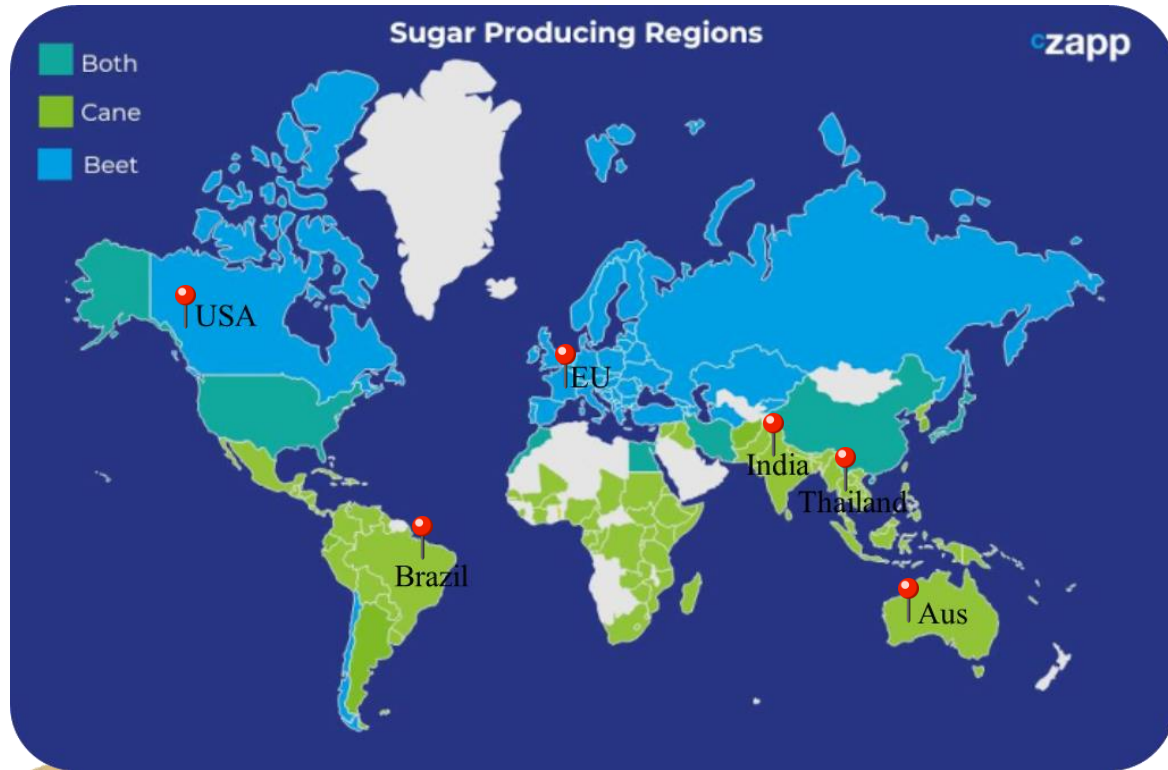 Sugar Producing Regions
czapp
Both
Cane
Beet
USA
EU
India
Thailand
Brazil
Aus